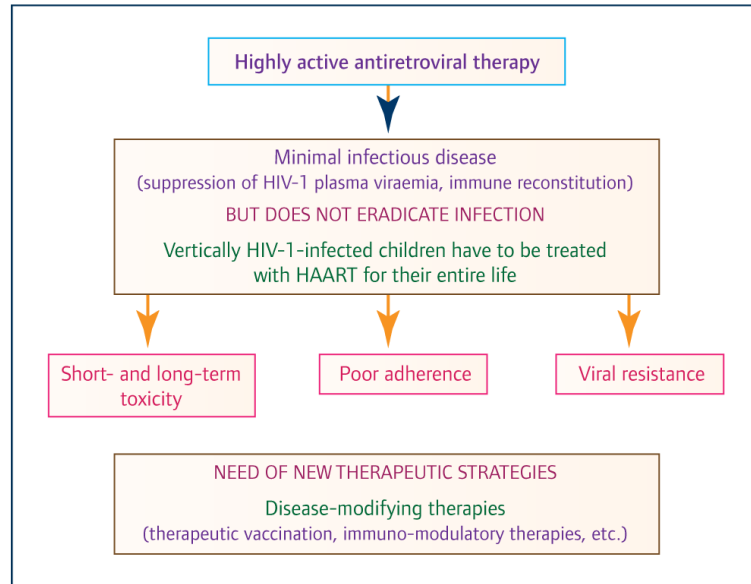 Highly active antiretroviral therapy
Minimal infectious disease
(suppression of HIV-1 plasma viraemia, immune reconstitution)
BUT DOES NOT ERADICATE INFECTION
Vertically HIV-1-infected children have to be treated
with HAART for their entire life
Short- and long-term
toxicity
Poor adherence
Viral resistance
NEED OF NEW THERAPEUTIC STRATEGIES
Disease-modifying therapies
(therapeutic vaccination, immuno-modulatory therapies, etc.)